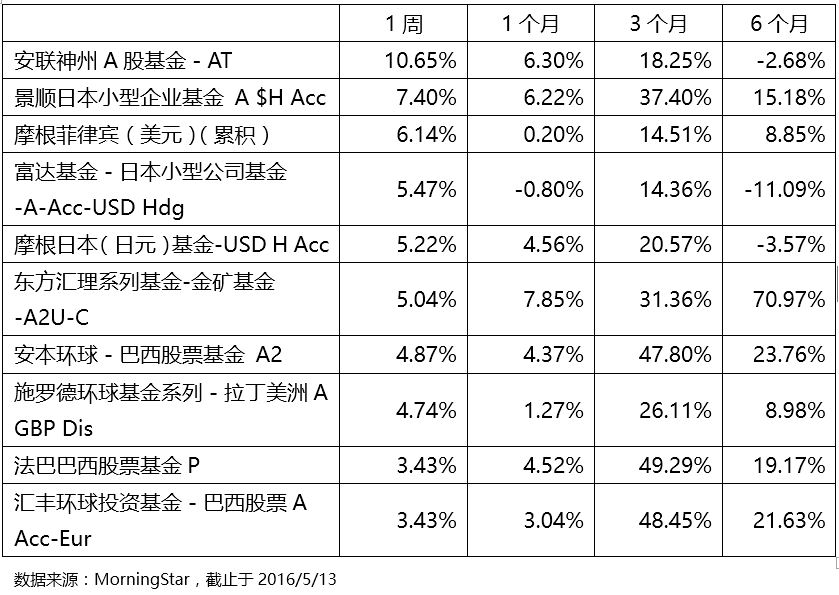 1周 1个月 3个月 6个月
安联神州A股基金－AT 10.65% 6.30% 18.25% -2.68%
景顺日本小型企业基金 A $H Acc 7.40% 6.22% 37.40% 15.18%
摩根菲律宾（美元）（累积） 6.14% 0.20% 14.51% 8.85%
富达基金－日本小型公司基金
-A-Acc-USD Hdg 5.47% -0.80% 14.36% -11.09%
摩根日本（日元）基金-USD H Acc 5.22% 4.56% 20.57% -3.57%
东方汇理系列基金-金矿基金
-A2U-C 5.04% 7.85% 31.36% 70.97%
安本环球－巴西股票基金 A2 4.87% 4.37% 47.80% 23.76%
施罗德环球基金系列－拉丁美洲A
GBP Dis 4.74% 1.27% 26.11% 8.98%
法巴巴西股票基金P 3.43% 4.52% 49.29% 19.17%
汇丰环球投资基金－巴西股票A
Acc-Eur 3.43% 3.04% 48.45% 21.63%
数据来源：MorningStar，截止于2016/5/13